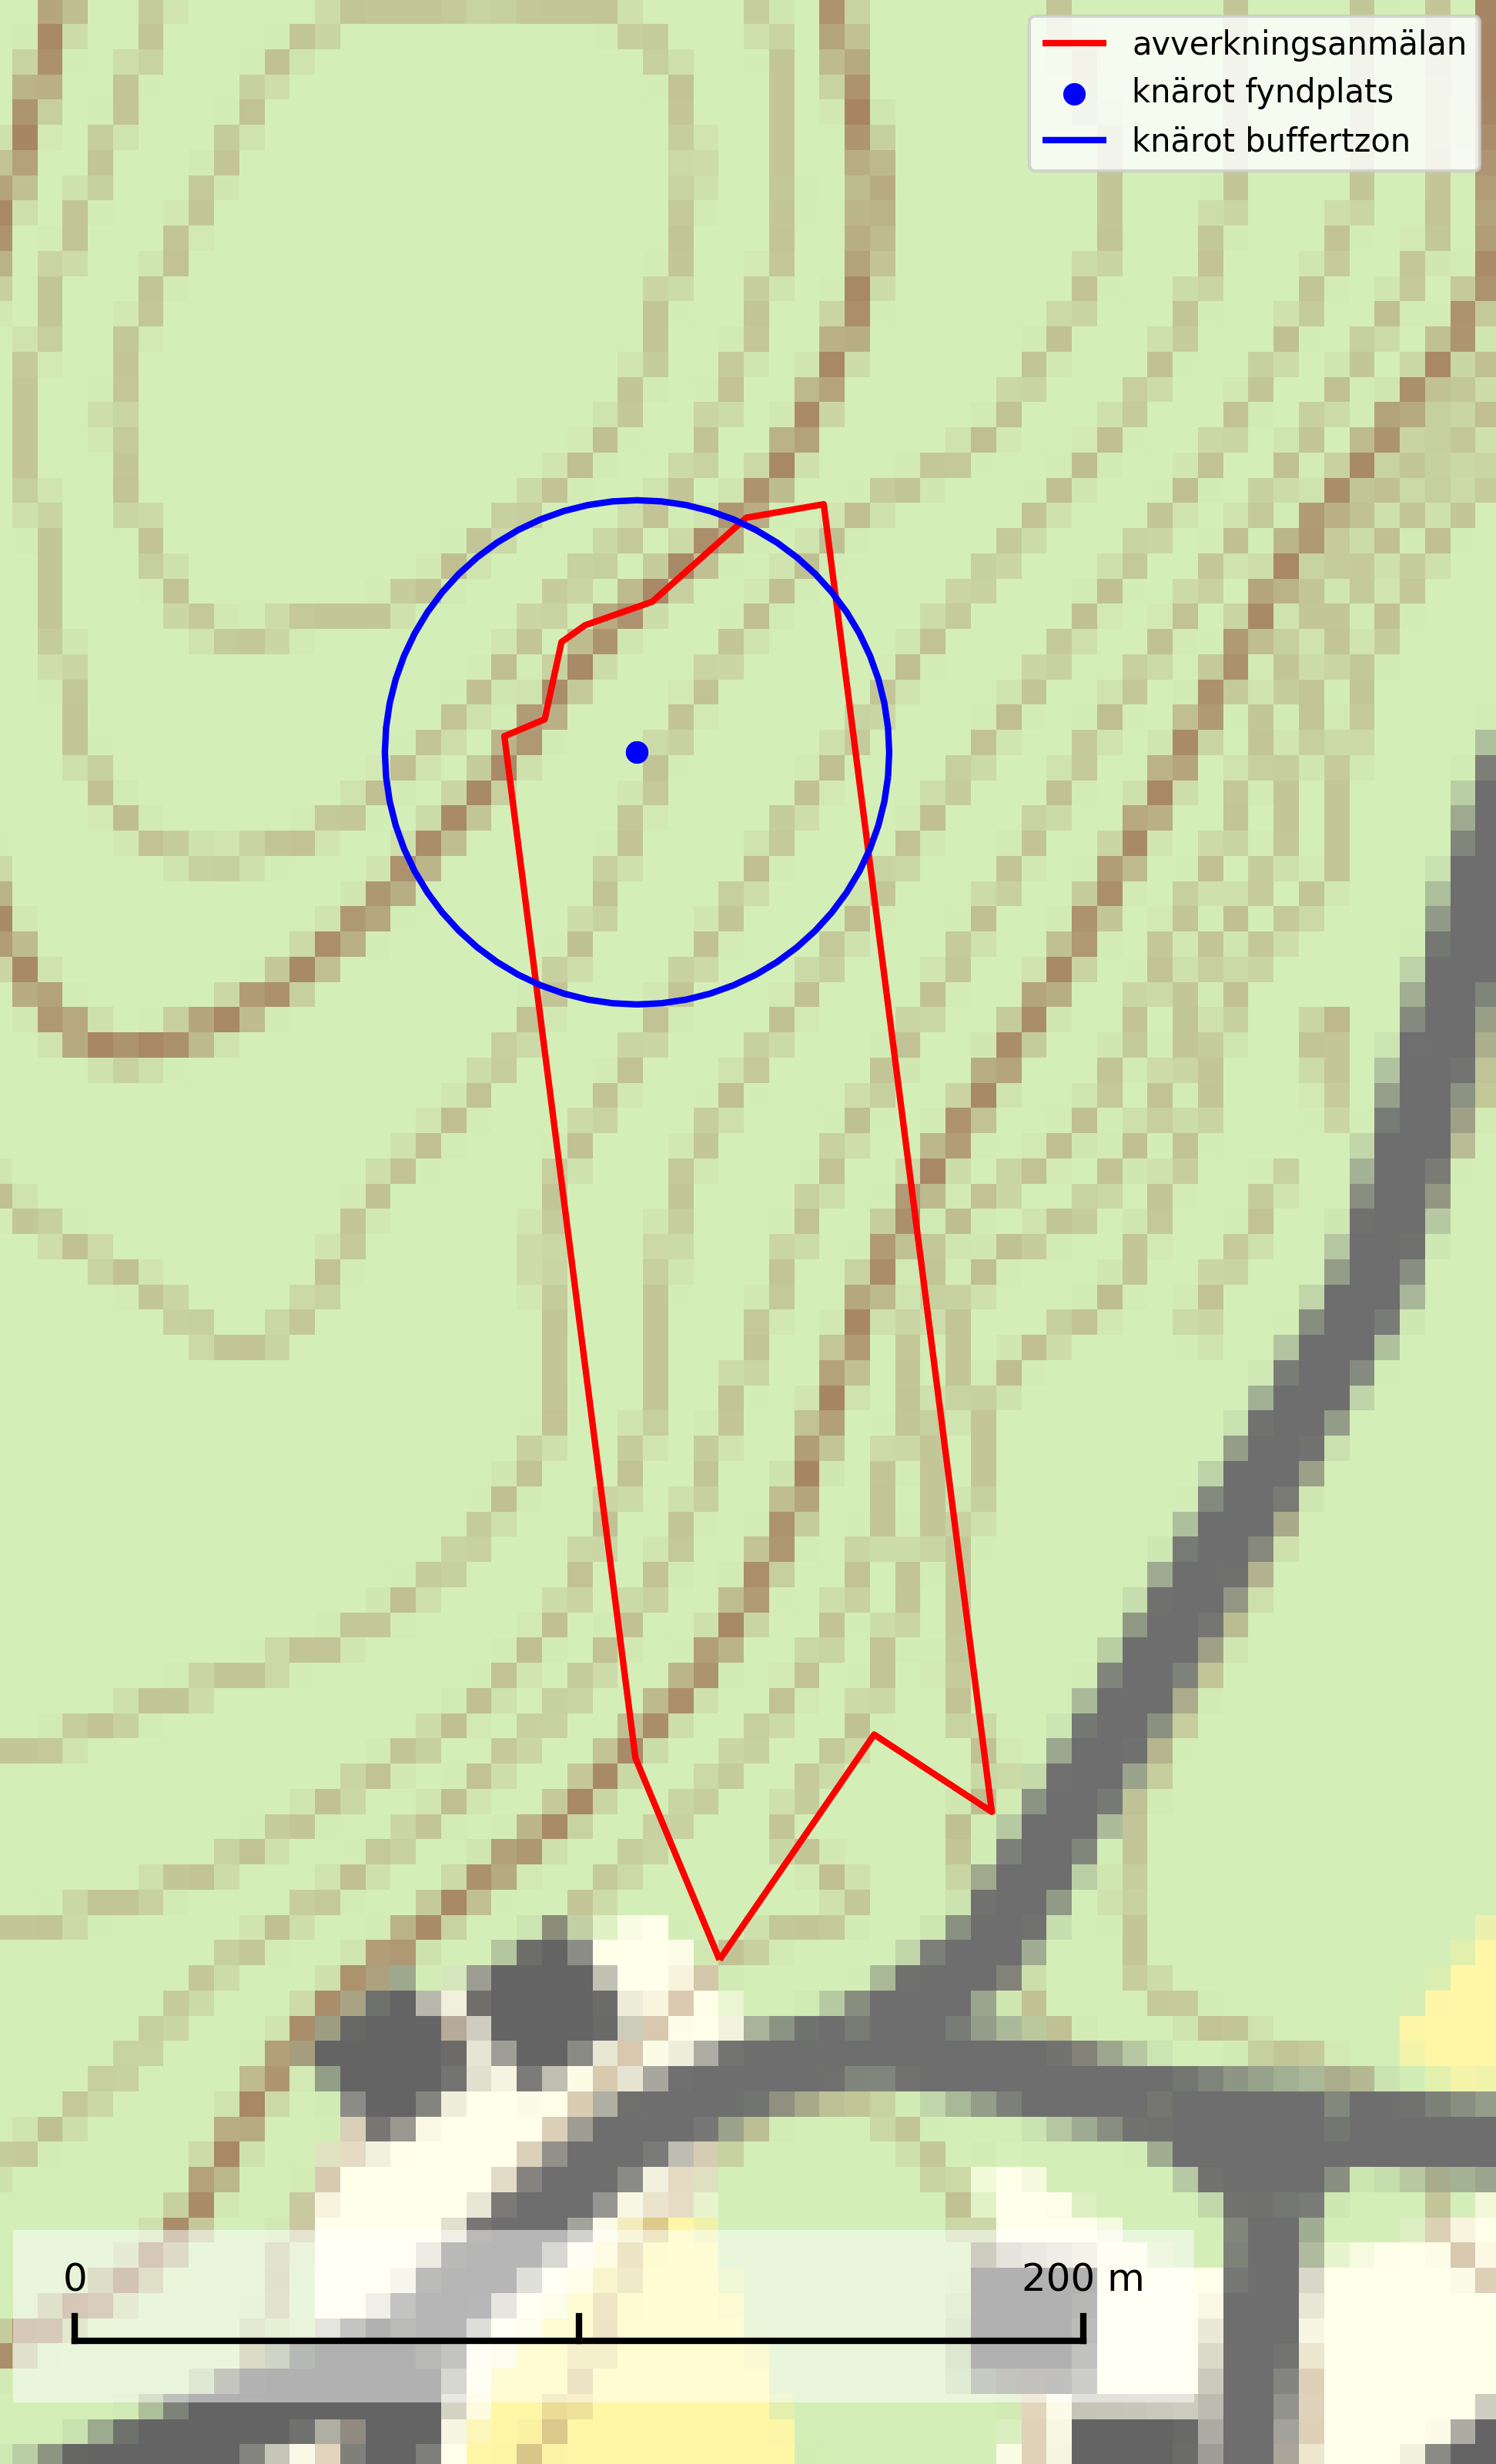 avverkningsanmälan
knärot fyndplats
knärot buffertzon
0 200 m